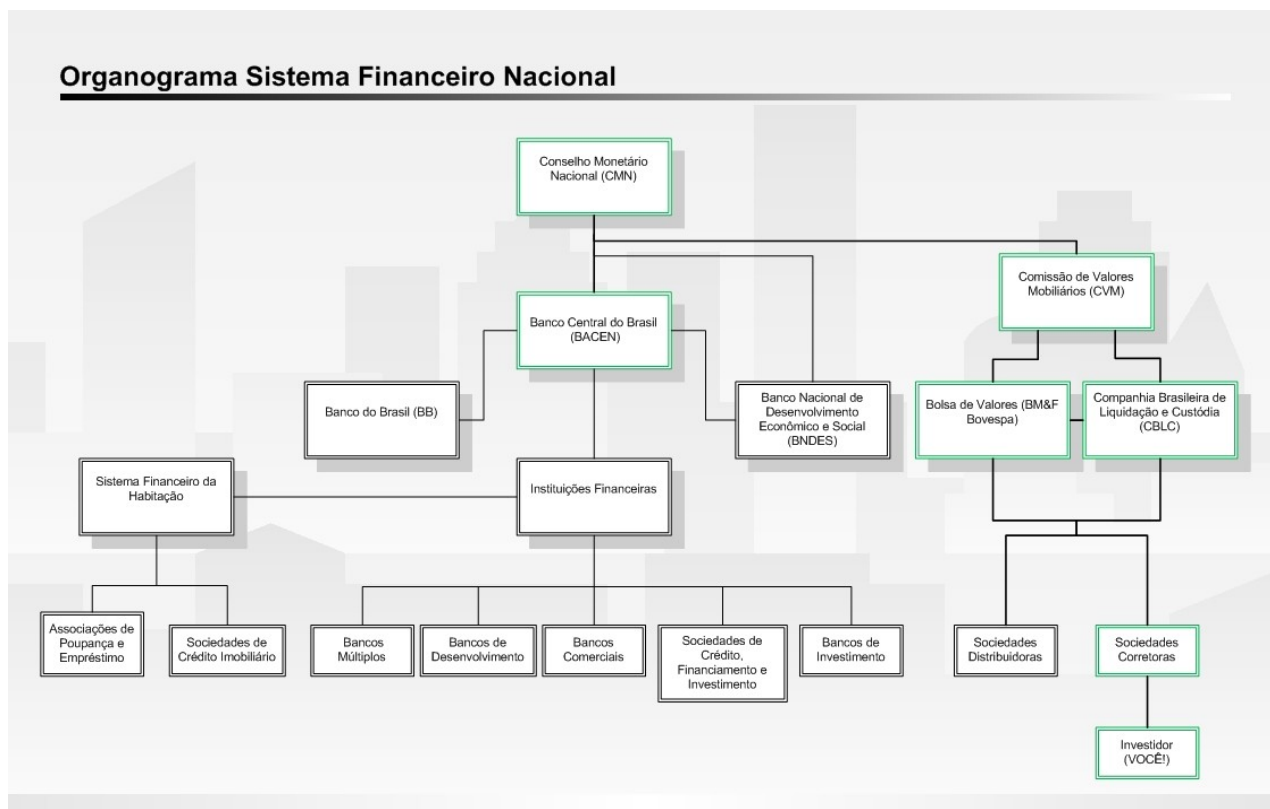 Organograma Sistema Financeiro Nacional
Conselho Monetário
Nacional (CMN)
Comissão de Valores
Mobiliários (CVM)
Banco Central do Brasil
(BACEN)
Banco do Brasil (BB)
Banco Nacional de
Desenvolvimento
Econômico e Social
(BNDES)
Bolsa de Valores (BM&F
Bovespa)
Companhia Brasileira de
Liquidação e Custódia
(CBLC)
Sistema Financeiro da
Habitação
Instituições Financeiras
Associações de
Poupança e
Empréstimo
Sociedades de
Crédito Imobiliário
Bancos
Múltiplos
Bancos de
Desenvolvimento
Bancos
Comerciais
Sociedades de
Crédito,
Financiamento e
Investimento
Bancos de
Investimento
Sociedades
Distribuidoras
Sociedades
Corretoras
Investidor
(VOCÊ!)